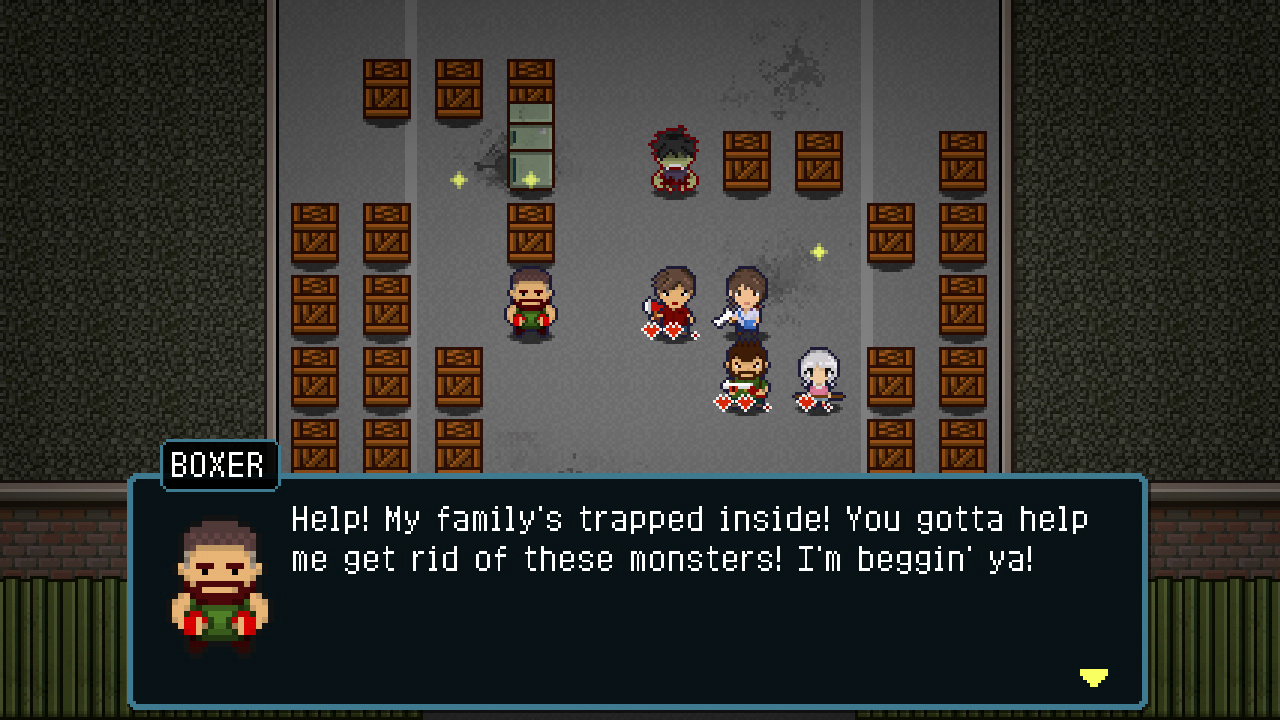 BOXER
Help! My family's trapped inside! You gotta help
me get rid of these monsters! I'm beggin' ya!